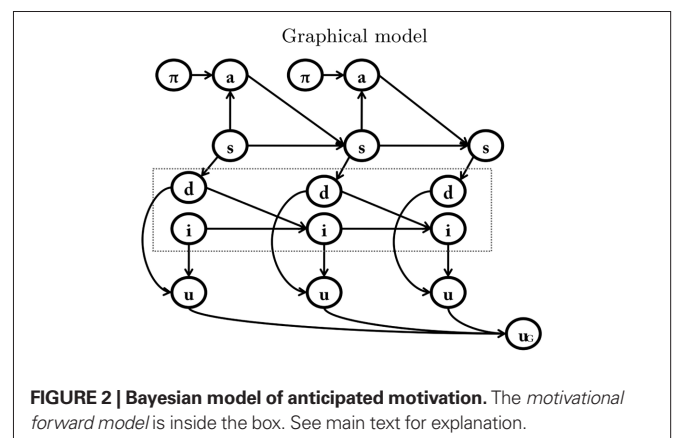 Graphical model
π a π a
s s s
d d d
i i i
u u u
uG
FIGURE 2 | Bayesian model of anticipated motivation. The motivational
forward model is inside the box. See main text for explanation.